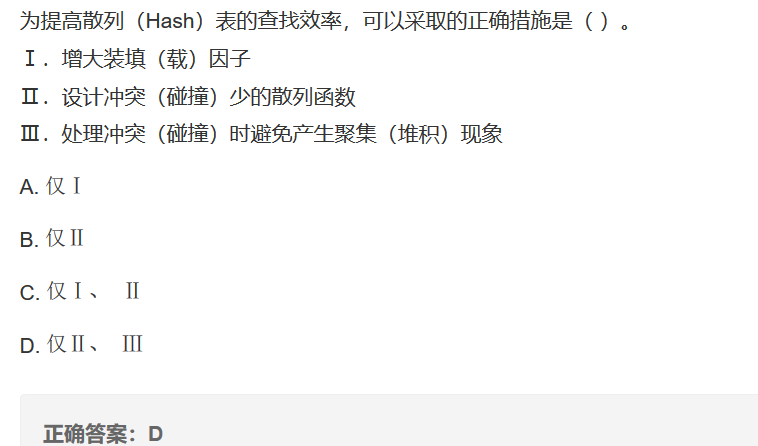 为提高散列（Hash）表的查找效率，可以采取的正确措施是（ ）。
Ⅰ．增大装填（载）因子
Ⅱ．设计冲突（碰撞）少的散列函数
Ⅲ．处理冲突（碰撞）时避免产生聚集（堆积）现象
A. 仅Ⅰ
B. 仅Ⅱ
C. 仅Ⅰ、 Ⅱ
D. 仅Ⅱ、 Ⅲ
正确答案：D